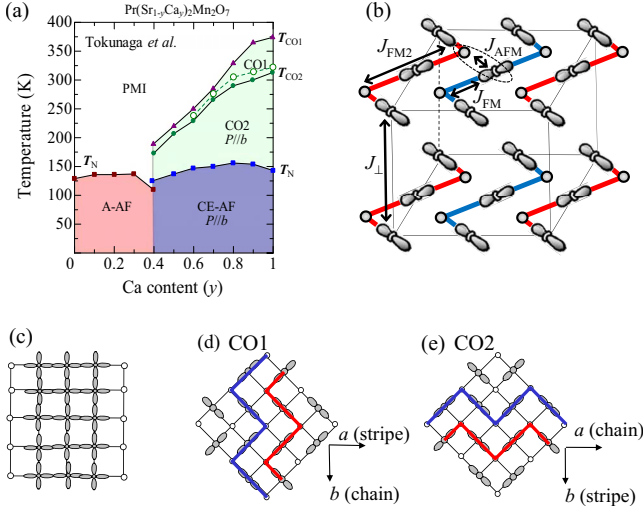 (a)
Pr(Sr1-yCay)2Mn2O7
Tokunaga et al.
TCO1
CO1
TCO2
PMI
CO2
P//b
TN
TN
A-AF
CE-AF
P//b
Temperature (K)
400
350
300
250
200
150
100
50
0 0.2 0.4 0.6 0.8 1
Ca content (y)
(b)
JFM2
JAFM
JFM
J⊥
(c)
(d) CO1
a (stripe)
b (chain)
(e) CO2
a (chain)
b (stripe)